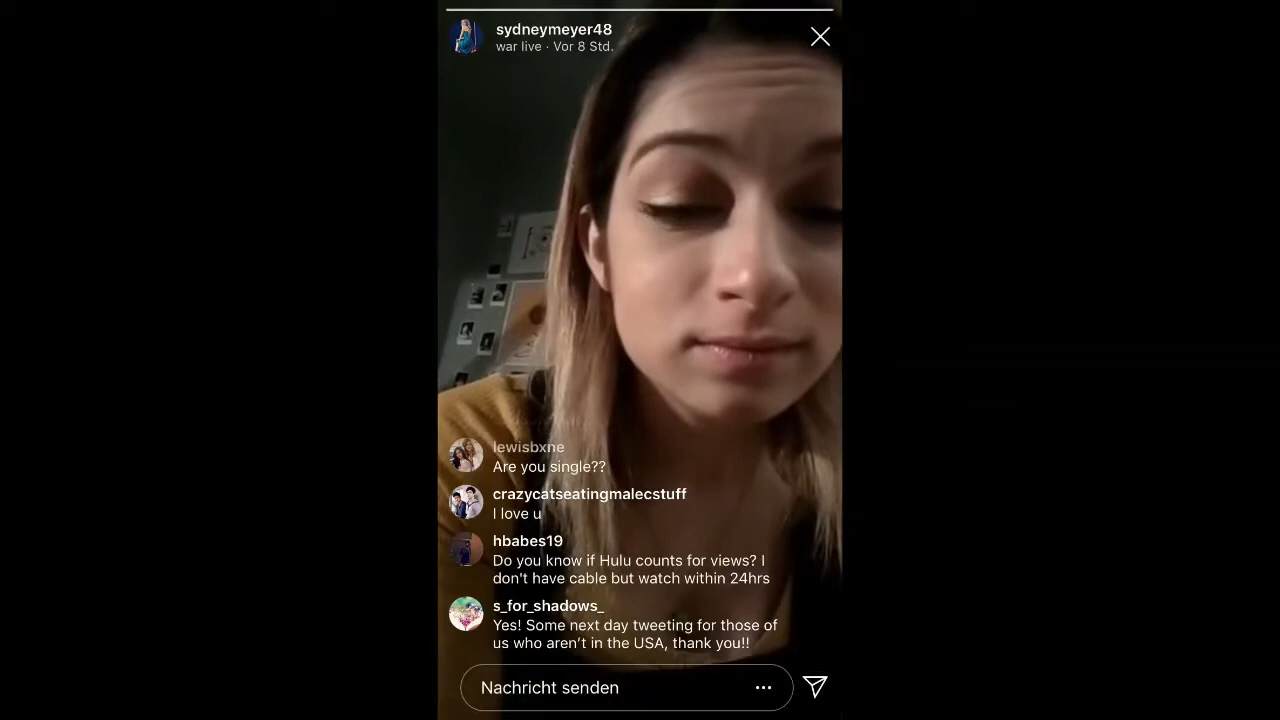 sydneymeyer48
war live · Vor 8 Std.
lewisbxne
Are you single??
crazycatseatingmalecstuff
I love u
hbabes19
Do you know if Hulu counts for views? I
don't have cable but watch within 24hrs
s_for_shadows_
Yes! Some next day tweeting for those of
us who aren’t in the USA, thank you!!
Nachricht senden